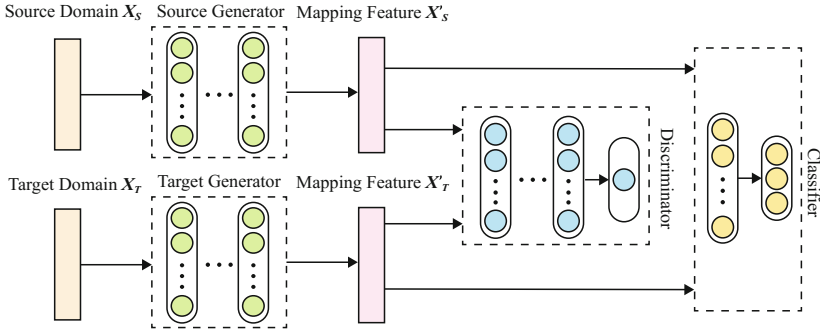 Source Domain X_S Source Generator Mapping Feature X'_S
Discriminator
Classifier
Target Domain X_T Target Generator Mapping Feature X'_T